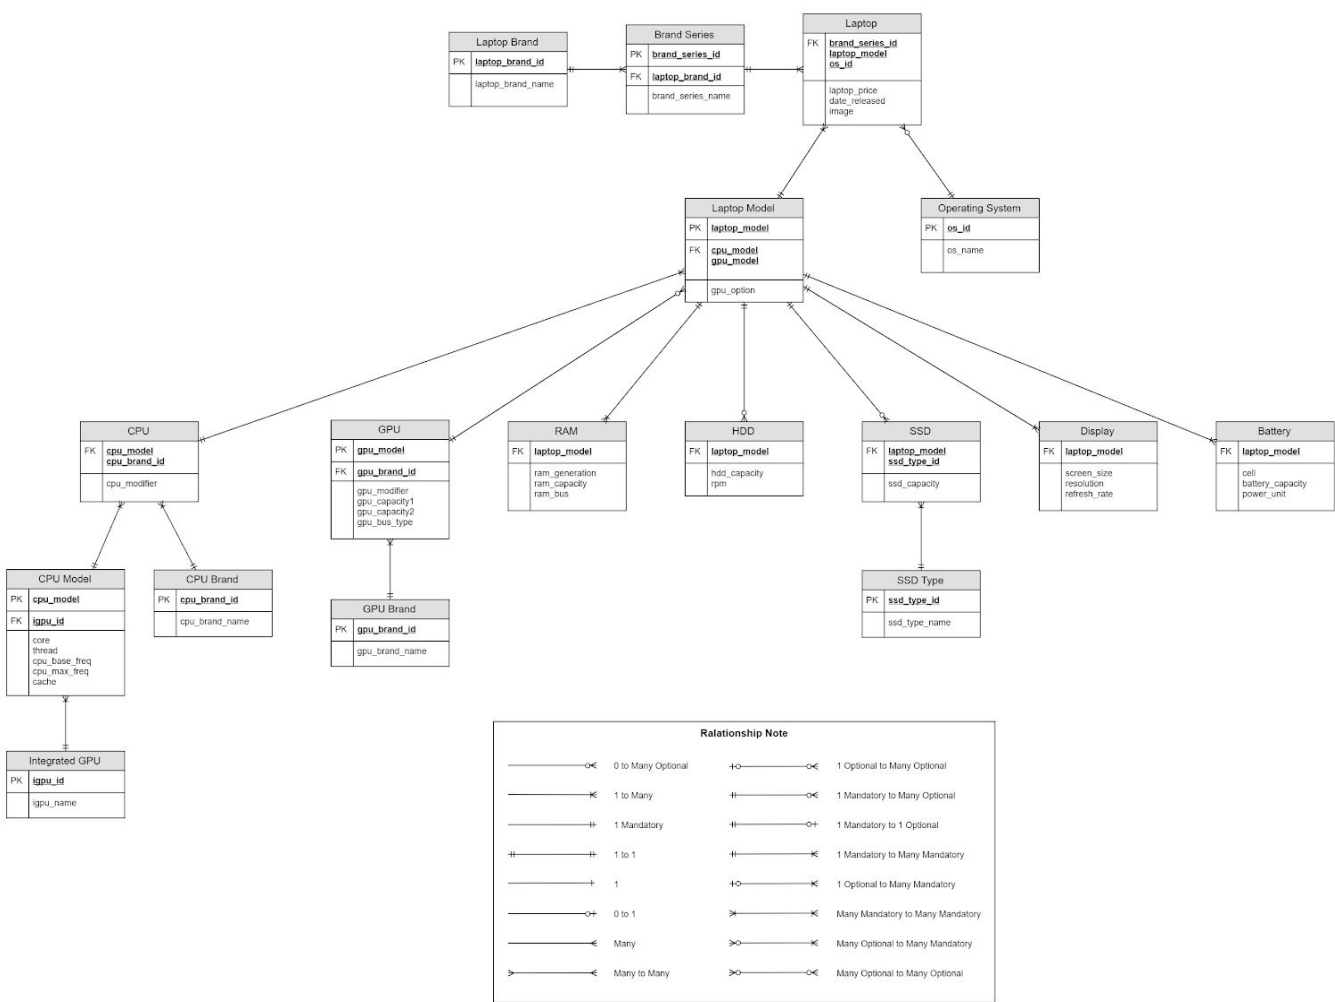 Laptop Brand
PK laptop_brand_id
laptop_brand_name
Brand Series
PK brand_series_id
FK laptop_brand_id
brand_series_name
Laptop
FK brand_series_id
laptop_model
os_id
laptop_price
date_released
image
Laptop Model
PK laptop_model
FK cpu_model
gpu_model
gpu_option
Operating System
PK os_id
os_name
CPU
FK cpu_model
cpu_brand_id
cpu_modifier
GPU
PK gpu_model
FK gpu_brand_id
gpu_modifier
gpu_capacity1
gpu_capacity2
gpu_bus_type
RAM
FK laptop_model
ram_generation
ram_capacity
ram_bus
HDD
FK laptop_model
hdd_capacity
rpm
SSD
FK laptop_model
ssd_type_id
ssd_capacity
Display
FK laptop_model
screen_size
resolution
refresh_rate
Battery
FK laptop_model
cell
battery_capacity
power_unit
CPU Model
PK cpu_model
FK igpu_id
core
thread
cpu_base_freq
cpu_max_freq
cache
CPU Brand
PK cpu_brand_id
cpu_brand_name
GPU Brand
PK gpu_brand_id
gpu_brand_name
SSD Type
PK ssd_type_id
ssd_type_name
Integrated GPU
PK igpu_id
igpu_name
Ralationship Note
0 to Many Optional
1 to Many
1 Mandatory
1 to 1
1
0 to 1
Many
Many to Many
1 Optional to Many Optional
1 Mandatory to Many Optional
1 Mandatory to 1 Optional
1 Mandatory to Many Mandatory
1 Optional to Many Mandatory
Many Mandatory to Many Mandatory
Many Optional to Many Mandatory
Many Optional to Many Optional